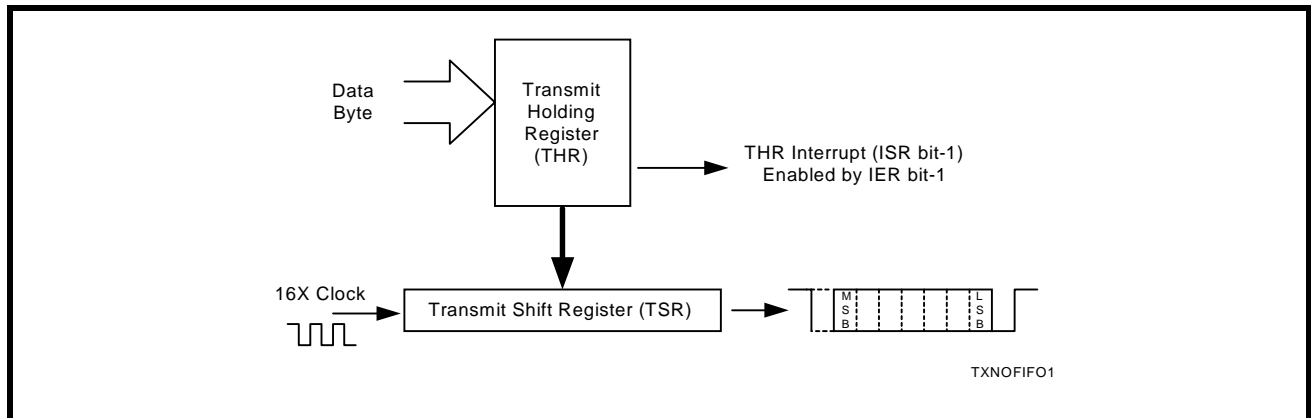 Data
Byte
Transmit
Holding
Register
(THR)
THR Interrupt (ISR bit-1)
Enabled by IER bit-1
16X Clock
Transmit Shift Register (TSR)
M
S
B
L
S
B
TXNOFIFO1